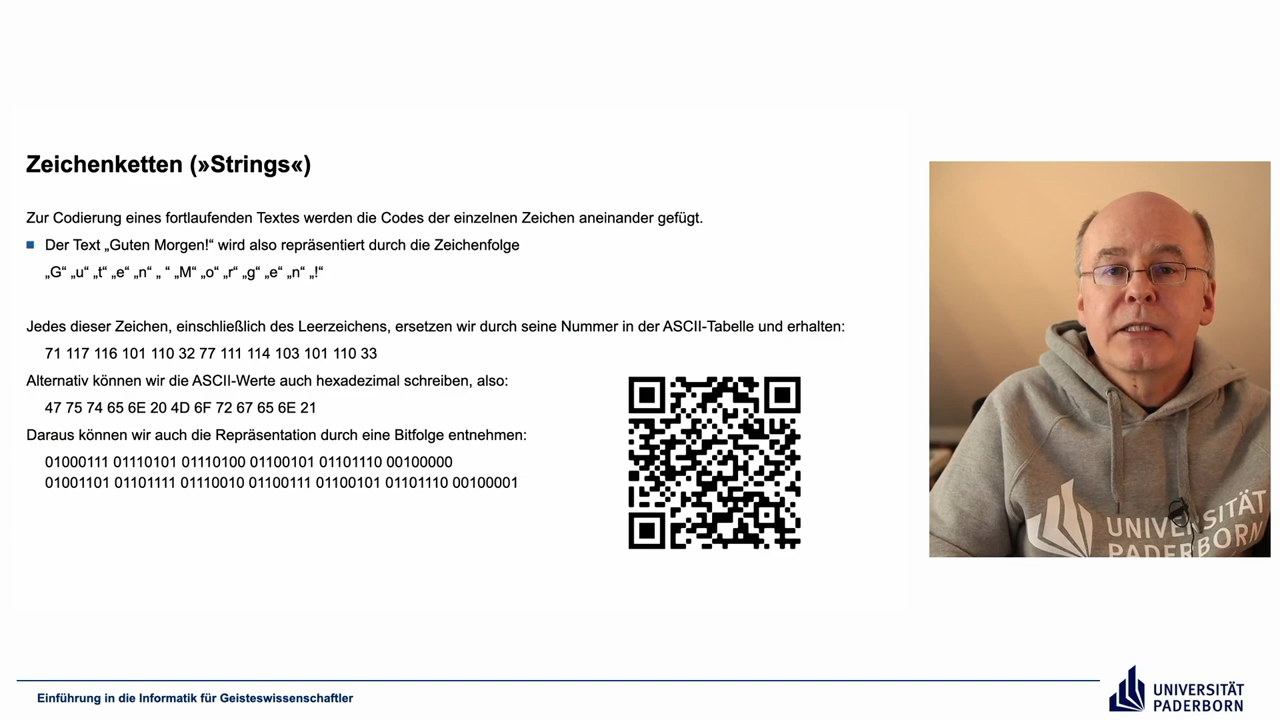 Zeichenketten (»Strings«)
Zur Codierung eines fortlaufenden Textes werden die Codes der einzelnen Zeichen aneinander gefügt.
Der Text „Guten Morgen!“ wird also repräsentiert durch die Zeichenfolge
„G“ „u“ „t“ „e“ „n“ „ “ „M“ „o“ „r“ „g“ „e“ „n“ „!“
Jedes dieser Zeichen, einschließlich des Leerzeichens, ersetzen wir durch seine Nummer in der ASCII-Tabelle und erhalten:
71 117 116 101 110 32 77 111 114 103 101 110 33
Alternativ können wir die ASCII-Werte auch hexadezimal schreiben, also:
47 75 74 65 6E 20 4D 6F 72 67 65 6E 21
Daraus können wir auch die Repräsentation durch eine Bitfolge entnehmen:
01000111 01110101 01110100 01100101 01101110 00100000
01001101 01101111 01110010 01100111 01100101 01101110 00100001
UNIVERSITÄT
PADERBORN
Einführung in die Informatik für Geisteswissenschaftler
UNIVERSITÄT
PADERBORN